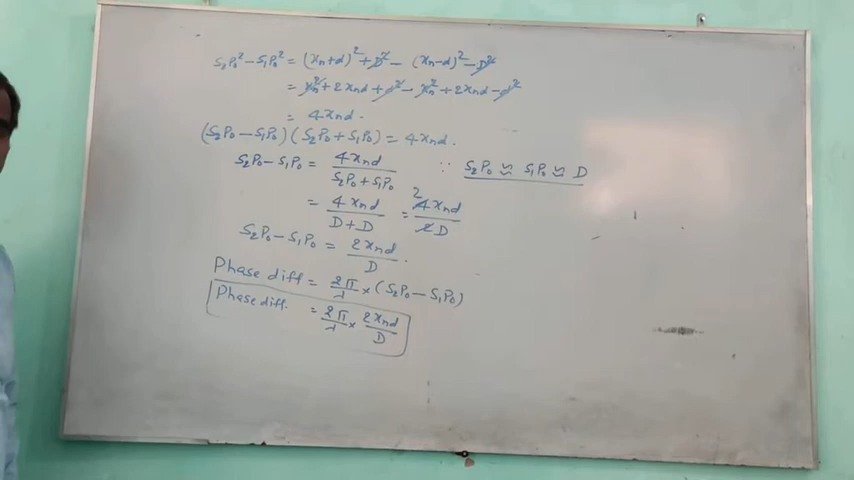 S₂P₀² - S₁P₀² = (xₙ+d)² + D² - (xₙ-d)² - D²
= xₙ² + 2xₙd + d² - xₙ² + 2xₙd - d²
= 4xₙd.
(S₂P₀ - S₁P₀)(S₂P₀ + S₁P₀) = 4xₙd.
S₂P₀ - S₁P₀ = 4xₙd / S₂P₀ + S₁P₀ ∵ S₂P₀ ≈ S₁P₀ ≈ D
= 4xₙd / D + D = 2 4xₙd / 2D
S₂P₀ - S₁P₀ = 2xₙd / D.
Phase diff = 2π/λ × (S₂P₀ - S₁P₀)
Phase diff. = 2π/λ × 2xₙd / D